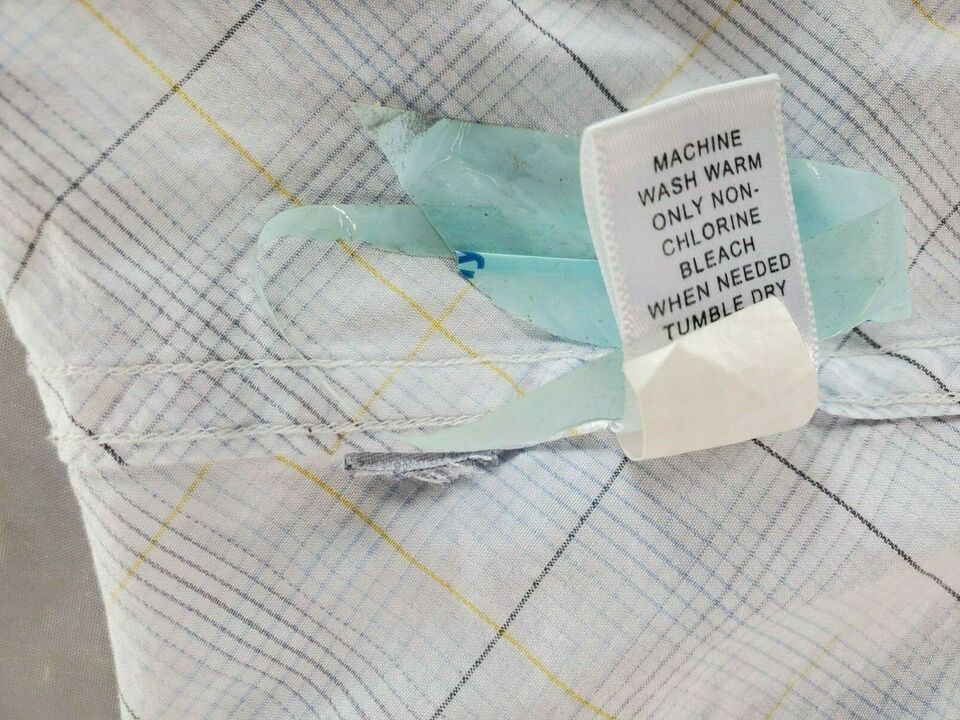 MACHINE
WASH WARM
ONLY NON-
CHLORINE
BLEACH
WHEN NEEDED
TUMBLE DRY